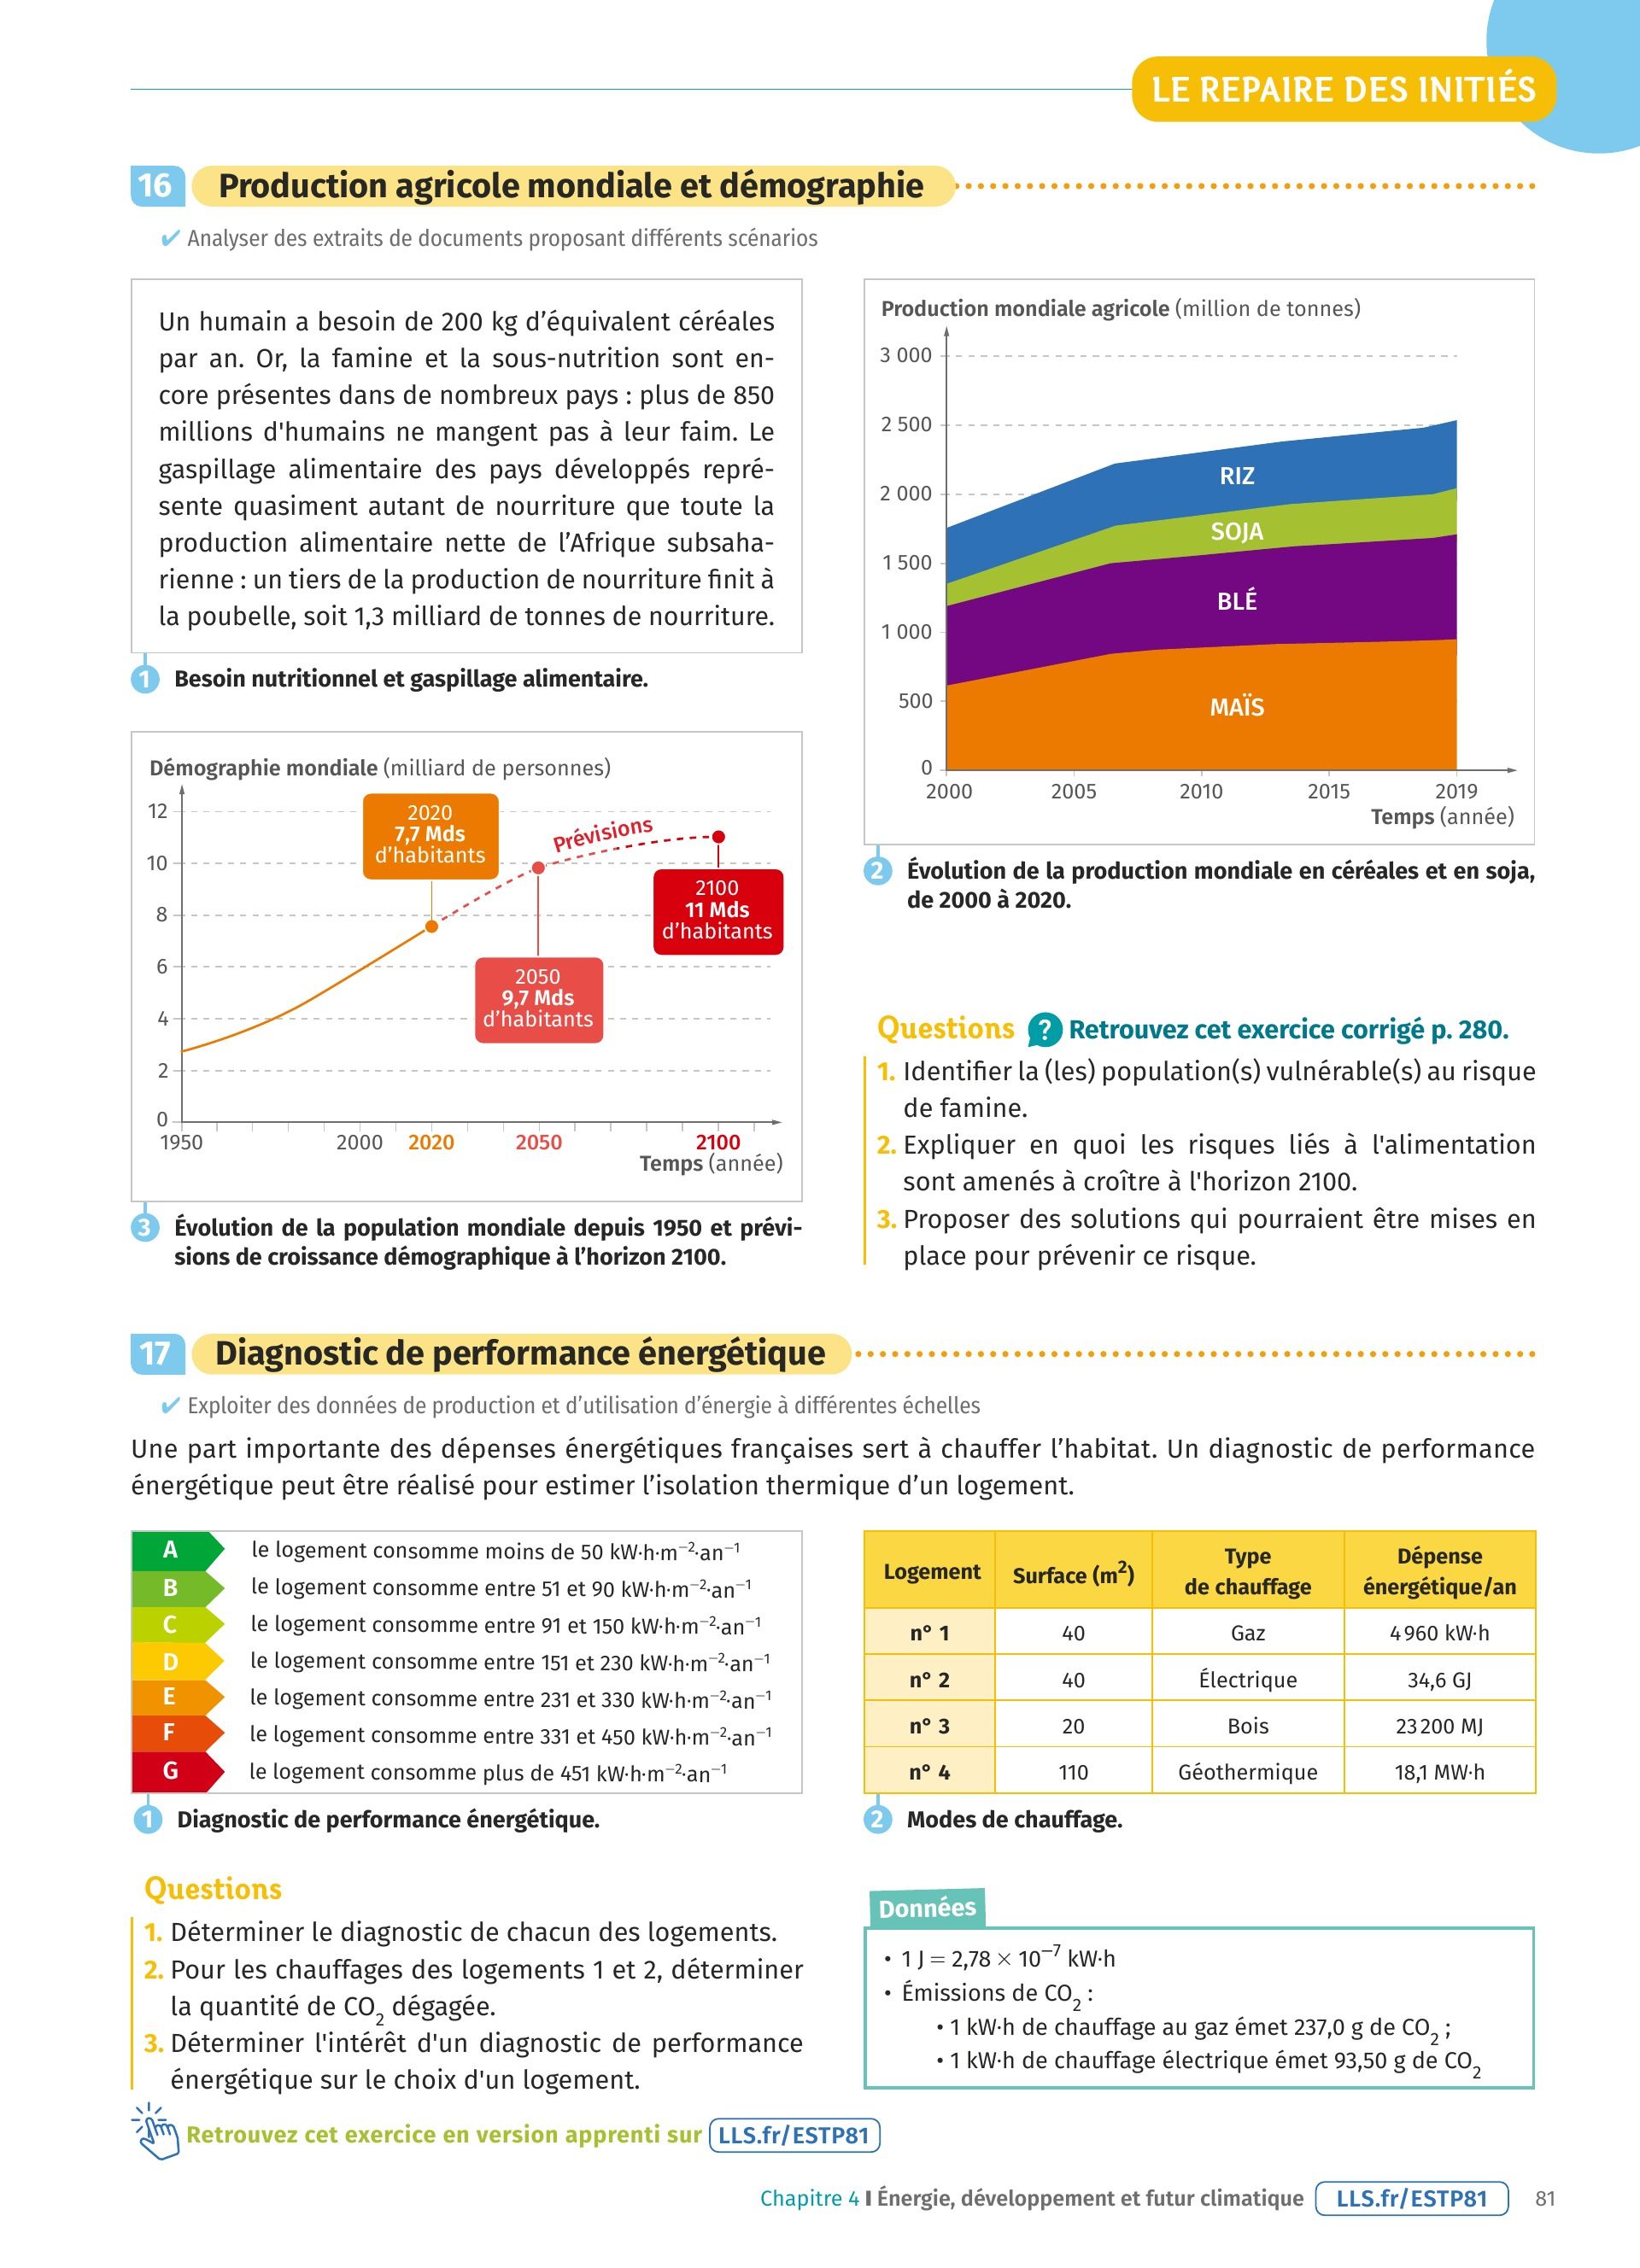 LE REPAIRE DES INITIÉS
16 Production agricole mondiale et démographie
✔ Analyser des extraits de documents proposant différents scénarios
Un humain a besoin de 200 kg d’équivalent céréales
par an. Or, la famine et la sous-nutrition sont en-
core présentes dans de nombreux pays : plus de 850
millions d'humains ne mangent pas à leur faim. Le
gaspillage alimentaire des pays développés repré-
sente quasiment autant de nourriture que toute la
production alimentaire nette de l’Afrique subsaha-
rienne : un tiers de la production de nourriture finit à
la poubelle, soit 1,3 milliard de tonnes de nourriture.
1 Besoin nutritionnel et gaspillage alimentaire.
Production mondiale agricole (million de tonnes)
3 000
2 500
2 000
1 500
1 000
500
0
RIZ
SOJA
BLÉ
MAÏS
2000 2005 2010 2015 2019
Temps (année)
2 Évolution de la production mondiale en céréales et en soja,
de 2000 à 2020.
Démographie mondiale (milliard de personnes)
12
10
8
6
4
2
0
2020
7,7 Mds
d’habitants
Prévisions
2100
11 Mds
d’habitants
2050
9,7 Mds
d’habitants
1950 2000 2020 2050 2100
Temps (année)
3 Évolution de la population mondiale depuis 1950 et prévi-
sions de croissance démographique à l’horizon 2100.
Questions ? Retrouvez cet exercice corrigé p. 280.
1. Identifier la (les) population(s) vulnérable(s) au risque
de famine.
2. Expliquer en quoi les risques liés à l'alimentation
sont amenés à croître à l'horizon 2100.
3. Proposer des solutions qui pourraient être mises en
place pour prévenir ce risque.
17 Diagnostic de performance énergétique
✔ Exploiter des données de production et d’utilisation d’énergie à différentes échelles
Une part importante des dépenses énergétiques françaises sert à chauffer l’habitat. Un diagnostic de performance
énergétique peut être réalisé pour estimer l’isolation thermique d’un logement.
A le logement consomme moins de 50 kW·h·m⁻²·an⁻¹
B le logement consomme entre 51 et 90 kW·h·m⁻²·an⁻¹
C le logement consomme entre 91 et 150 kW·h·m⁻²·an⁻¹
D le logement consomme entre 151 et 230 kW·h·m⁻²·an⁻¹
E le logement consomme entre 231 et 330 kW·h·m⁻²·an⁻¹
F le logement consomme entre 331 et 450 kW·h·m⁻²·an⁻¹
G le logement consomme plus de 451 kW·h·m⁻²·an⁻¹
1 Diagnostic de performance énergétique.
Logement Surface (m²) Type de chauffage Dépense énergétique/an
n° 1 40 Gaz 4 960 kW·h
n° 2 40 Électrique 34,6 GJ
n° 3 20 Bois 23 200 MJ
n° 4 110 Géothermique 18,1 MW·h
2 Modes de chauffage.
Questions
1. Déterminer le diagnostic de chacun des logements.
2. Pour les chauffages des logements 1 et 2, déterminer
la quantité de CO₂ dégagée.
3. Déterminer l'intérêt d'un diagnostic de performance
énergétique sur le choix d'un logement.
Données
• 1 J = 2,78 × 10⁻⁷ kW·h
• Émissions de CO₂ :
• 1 kW·h de chauffage au gaz émet 237,0 g de CO₂ ;
• 1 kW·h de chauffage électrique émet 93,50 g de CO₂
Retrouvez cet exercice en version apprenti sur LLS.fr/ESTP81
Chapitre 4 I Énergie, développement et futur climatique LLS.fr/ESTP81 81